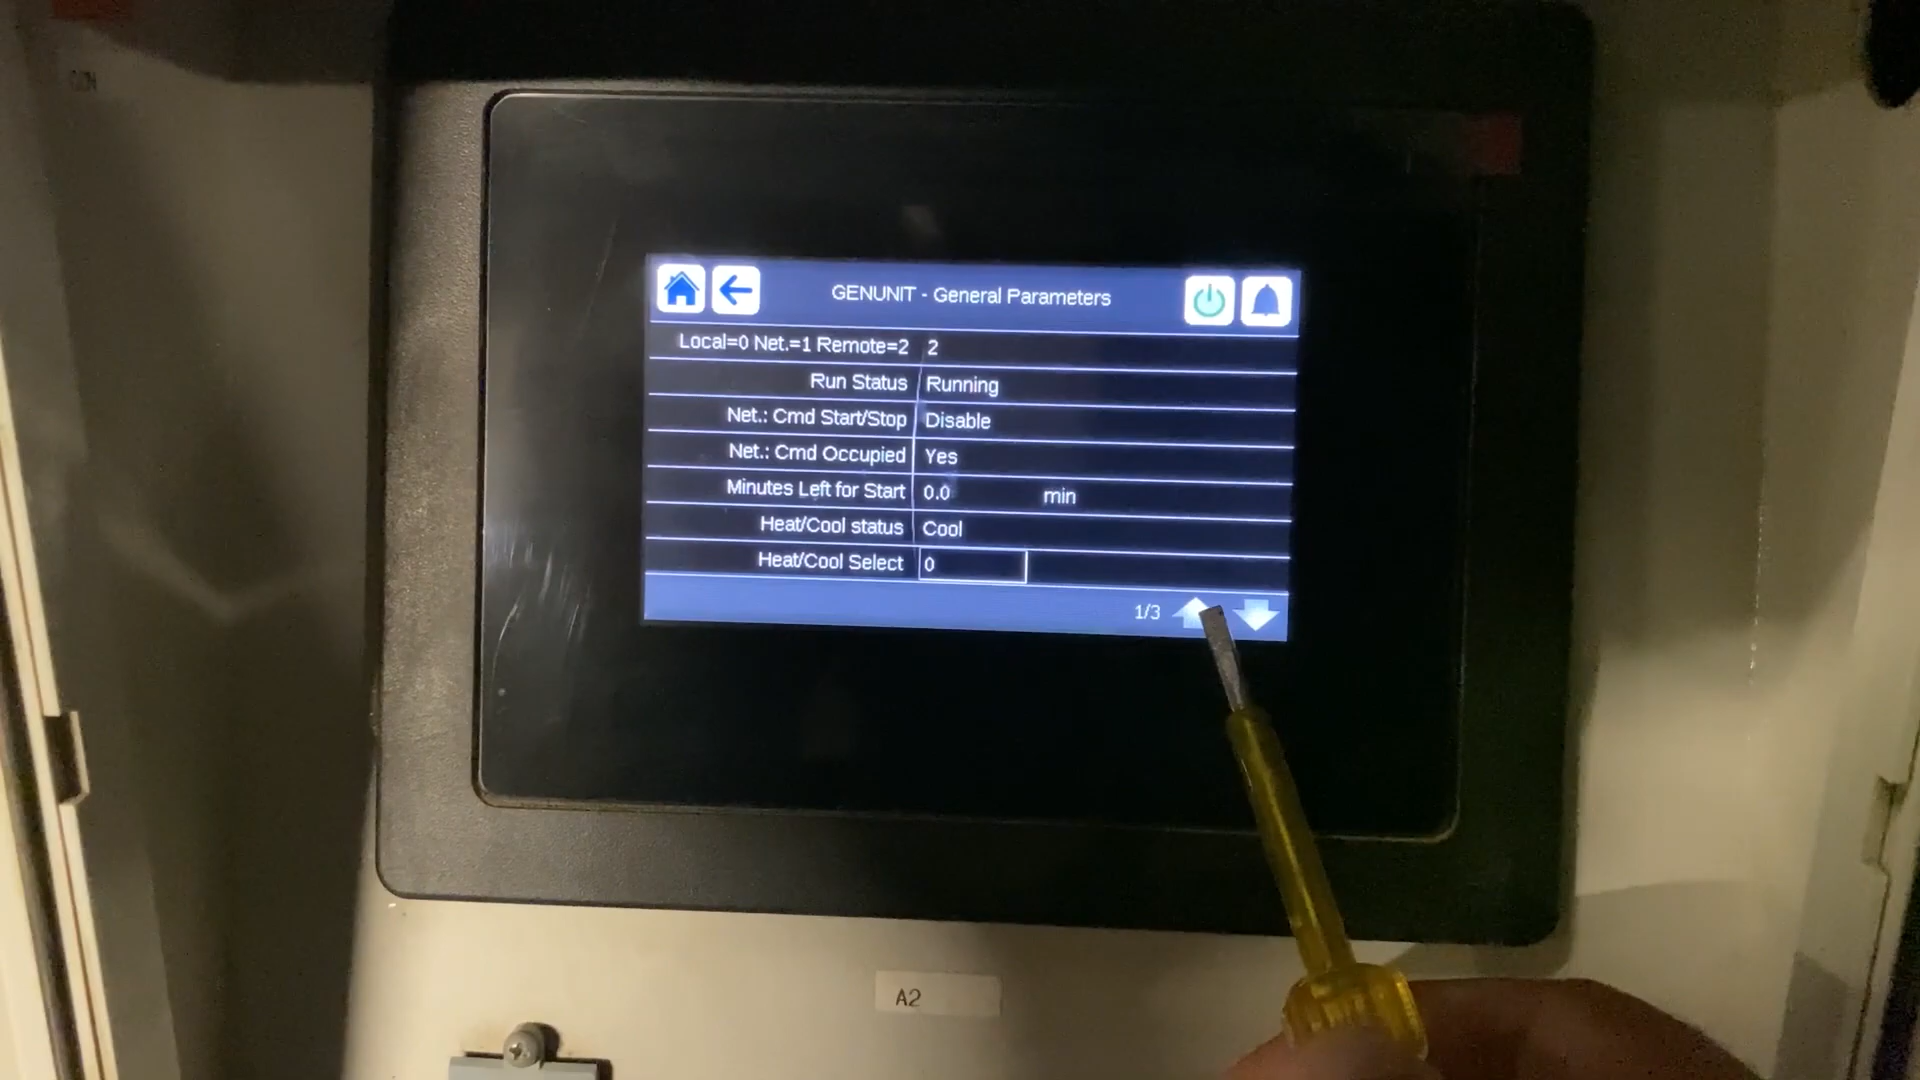 GENUNIT - General Parameters
Local=0 Net.=1 Remote=2 2
Run Status Running
Net.: Cmd Start/Stop Disable
Net.: Cmd Occupied Yes
Minutes Left for Start 0.0 min
Heat/Cool status Cool
Heat/Cool Select 0
1/3
A2